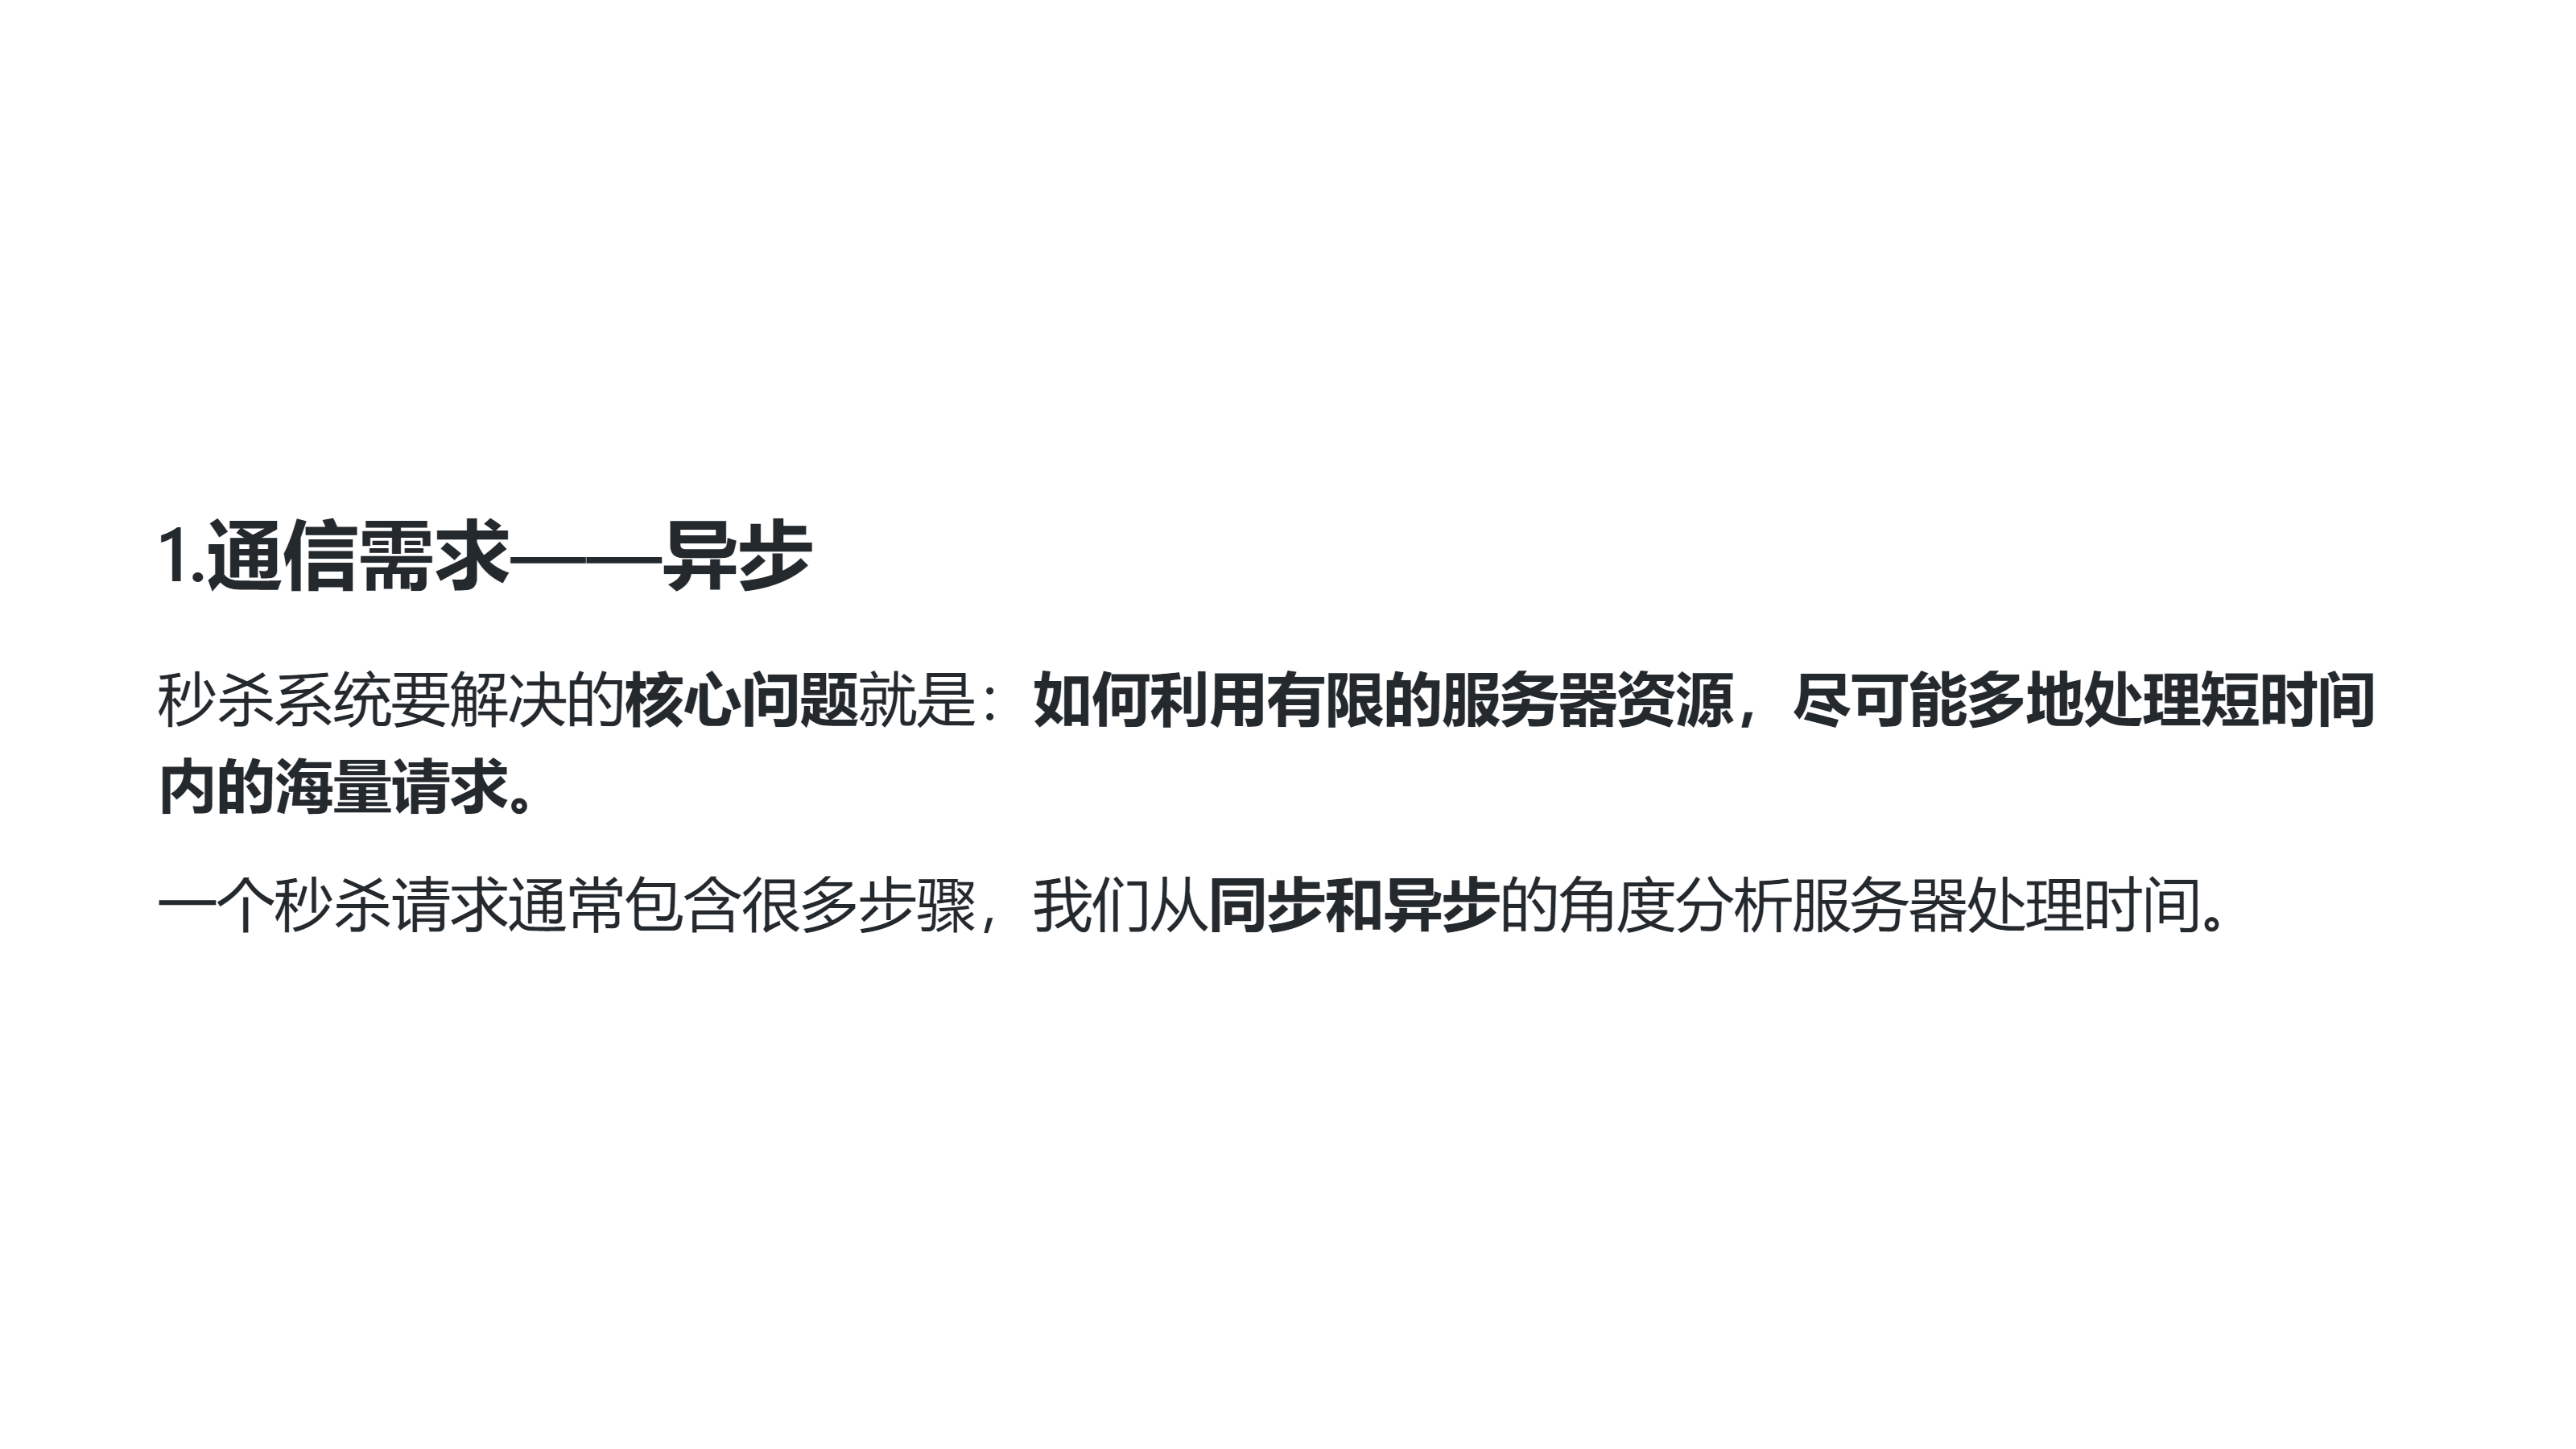 1.通信需求——异步
秒杀系统要解决的核心问题就是：如何利用有限的服务器资源，尽可能多地处理短时间
内的海量请求。
一个秒杀请求通常包含很多步骤，我们从同步和异步的角度分析服务器处理时间。